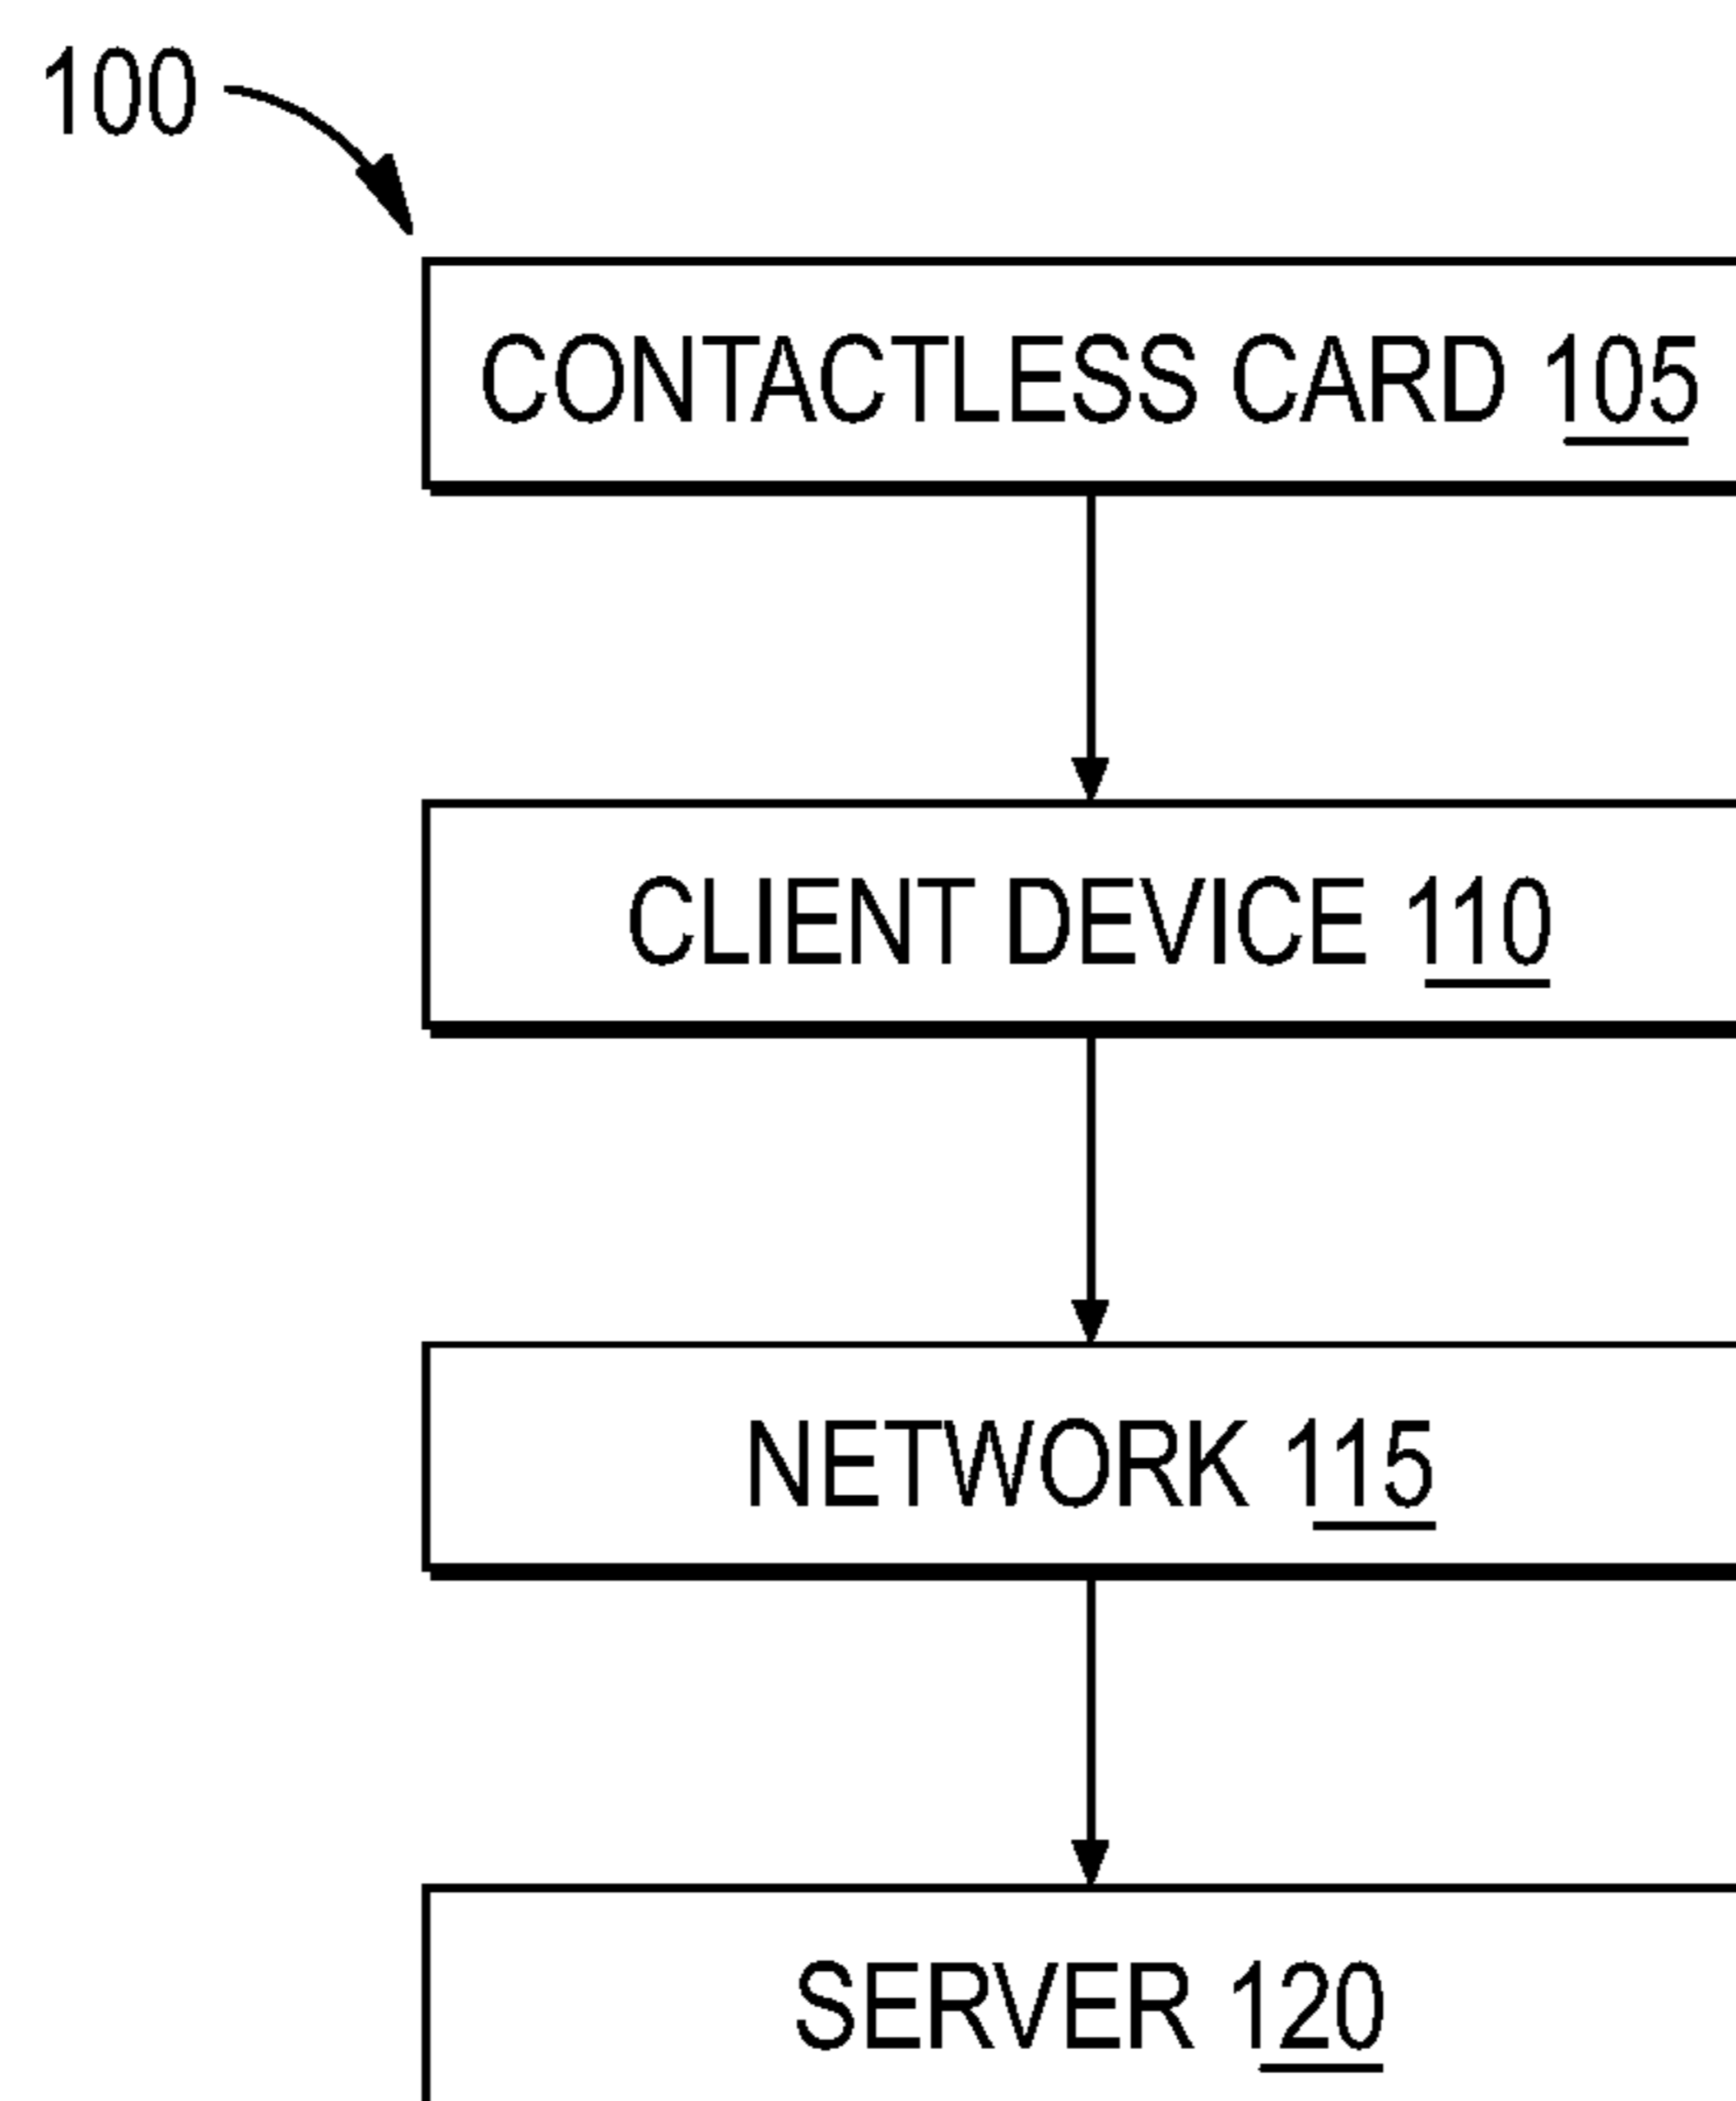 100
CONTACTLESS CARD 105
CLIENT DEVICE 110
NETWORK 115
SERVER 120